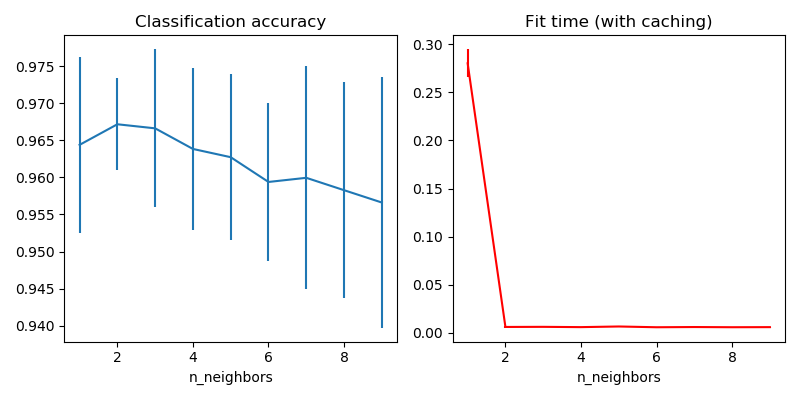 Classification accuracy
0.975
0.970
0.965
0.960
0.955
0.950
0.945
0.940
2 4 6 8
n_neighbors
Fit time (with caching)
0.30
0.25
0.20
0.15
0.10
0.05
0.00
2 4 6 8
n_neighbors